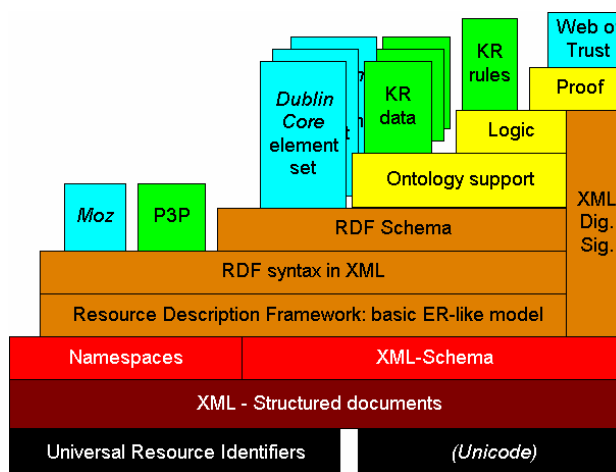 Web of
Trust
KR
rules
Proof
Dublin
Core
element
set
KR
data
Logic
Ontology support
XML
Dig.
Sig.
Moz
P3P
RDF Schema
RDF syntax in XML
Resource Description Framework: basic ER-like model
Namespaces
XML-Schema
XML - Structured documents
Universal Resource Identifiers
(Unicode)